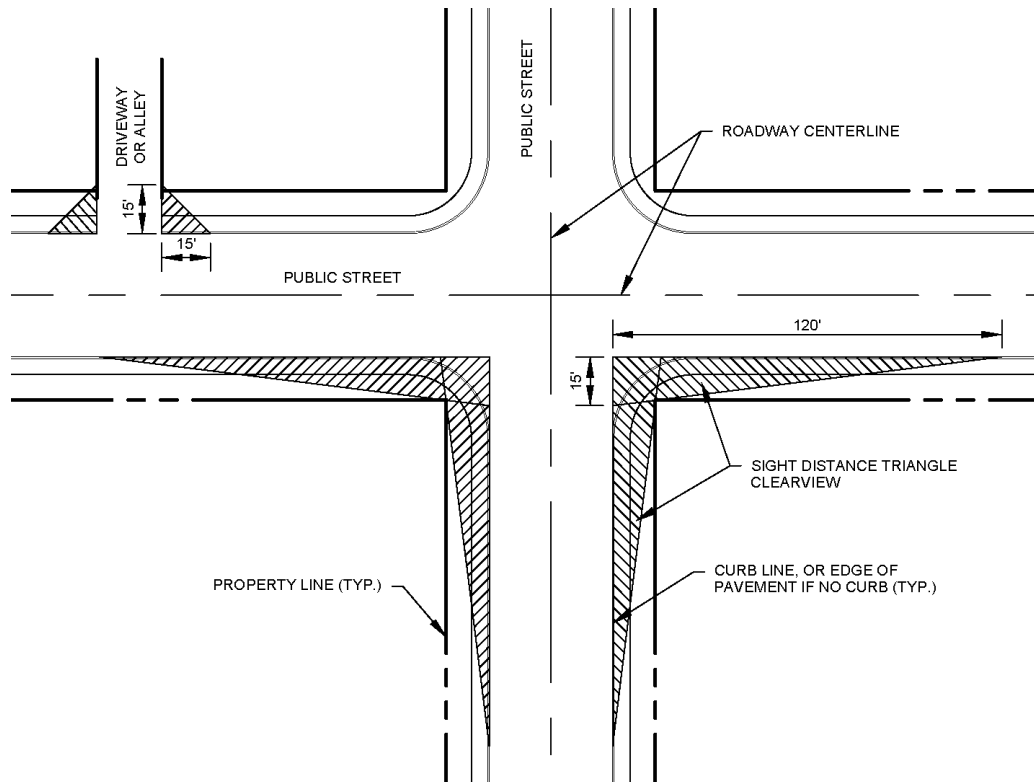 DRIVEWAY
OR ALLEY
PUBLIC STREET
ROADWAY CENTERLINE
15'
15'
PUBLIC STREET
120'
15'
SIGHT DISTANCE TRIANGLE
CLEARVIEW
PROPERTY LINE (TYP.)
CURB LINE, OR EDGE OF
PAVEMENT IF NO CURB (TYP.)